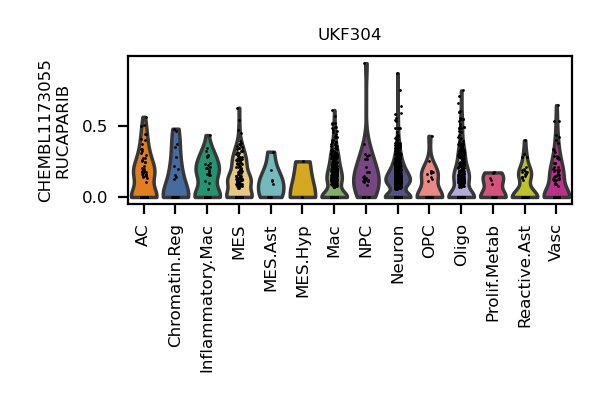 UKF304
CHEMBL1173055
RUCAPARIB
0.5
0.0
AC
Chromatin.Reg
Inflammatory.Mac
MES
MES.Ast
MES.Hyp
Mac
NPC
Neuron
OPC
Oligo
Prolif.Metab
Reactive.Ast
Vasc